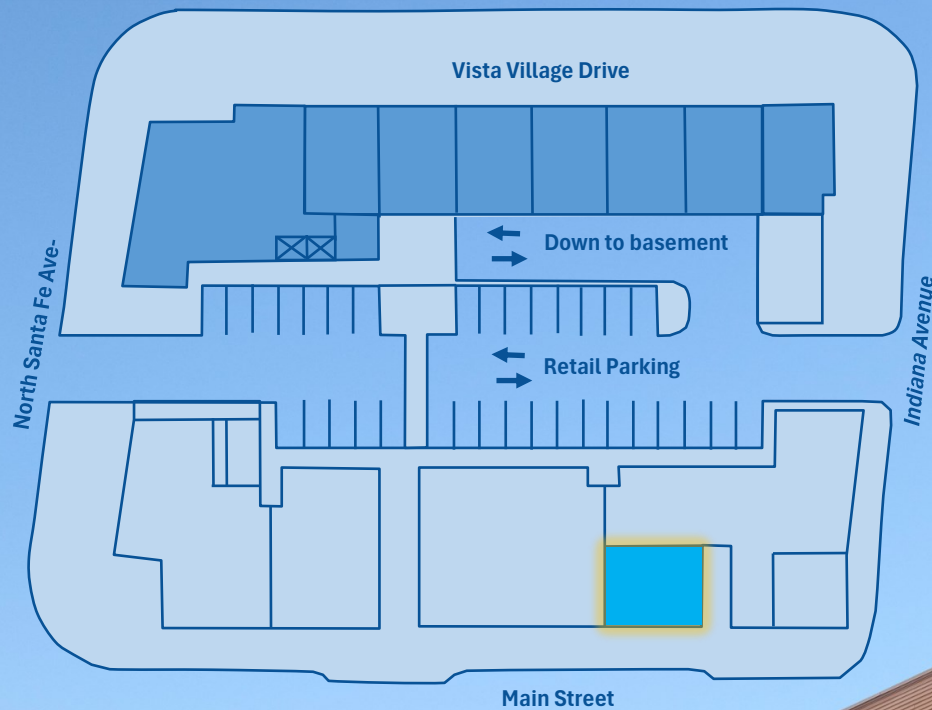 Vista Village Drive
Down to basement
North Santa Fe Ave-
Indiana Avenue
Retail Parking
Main Street